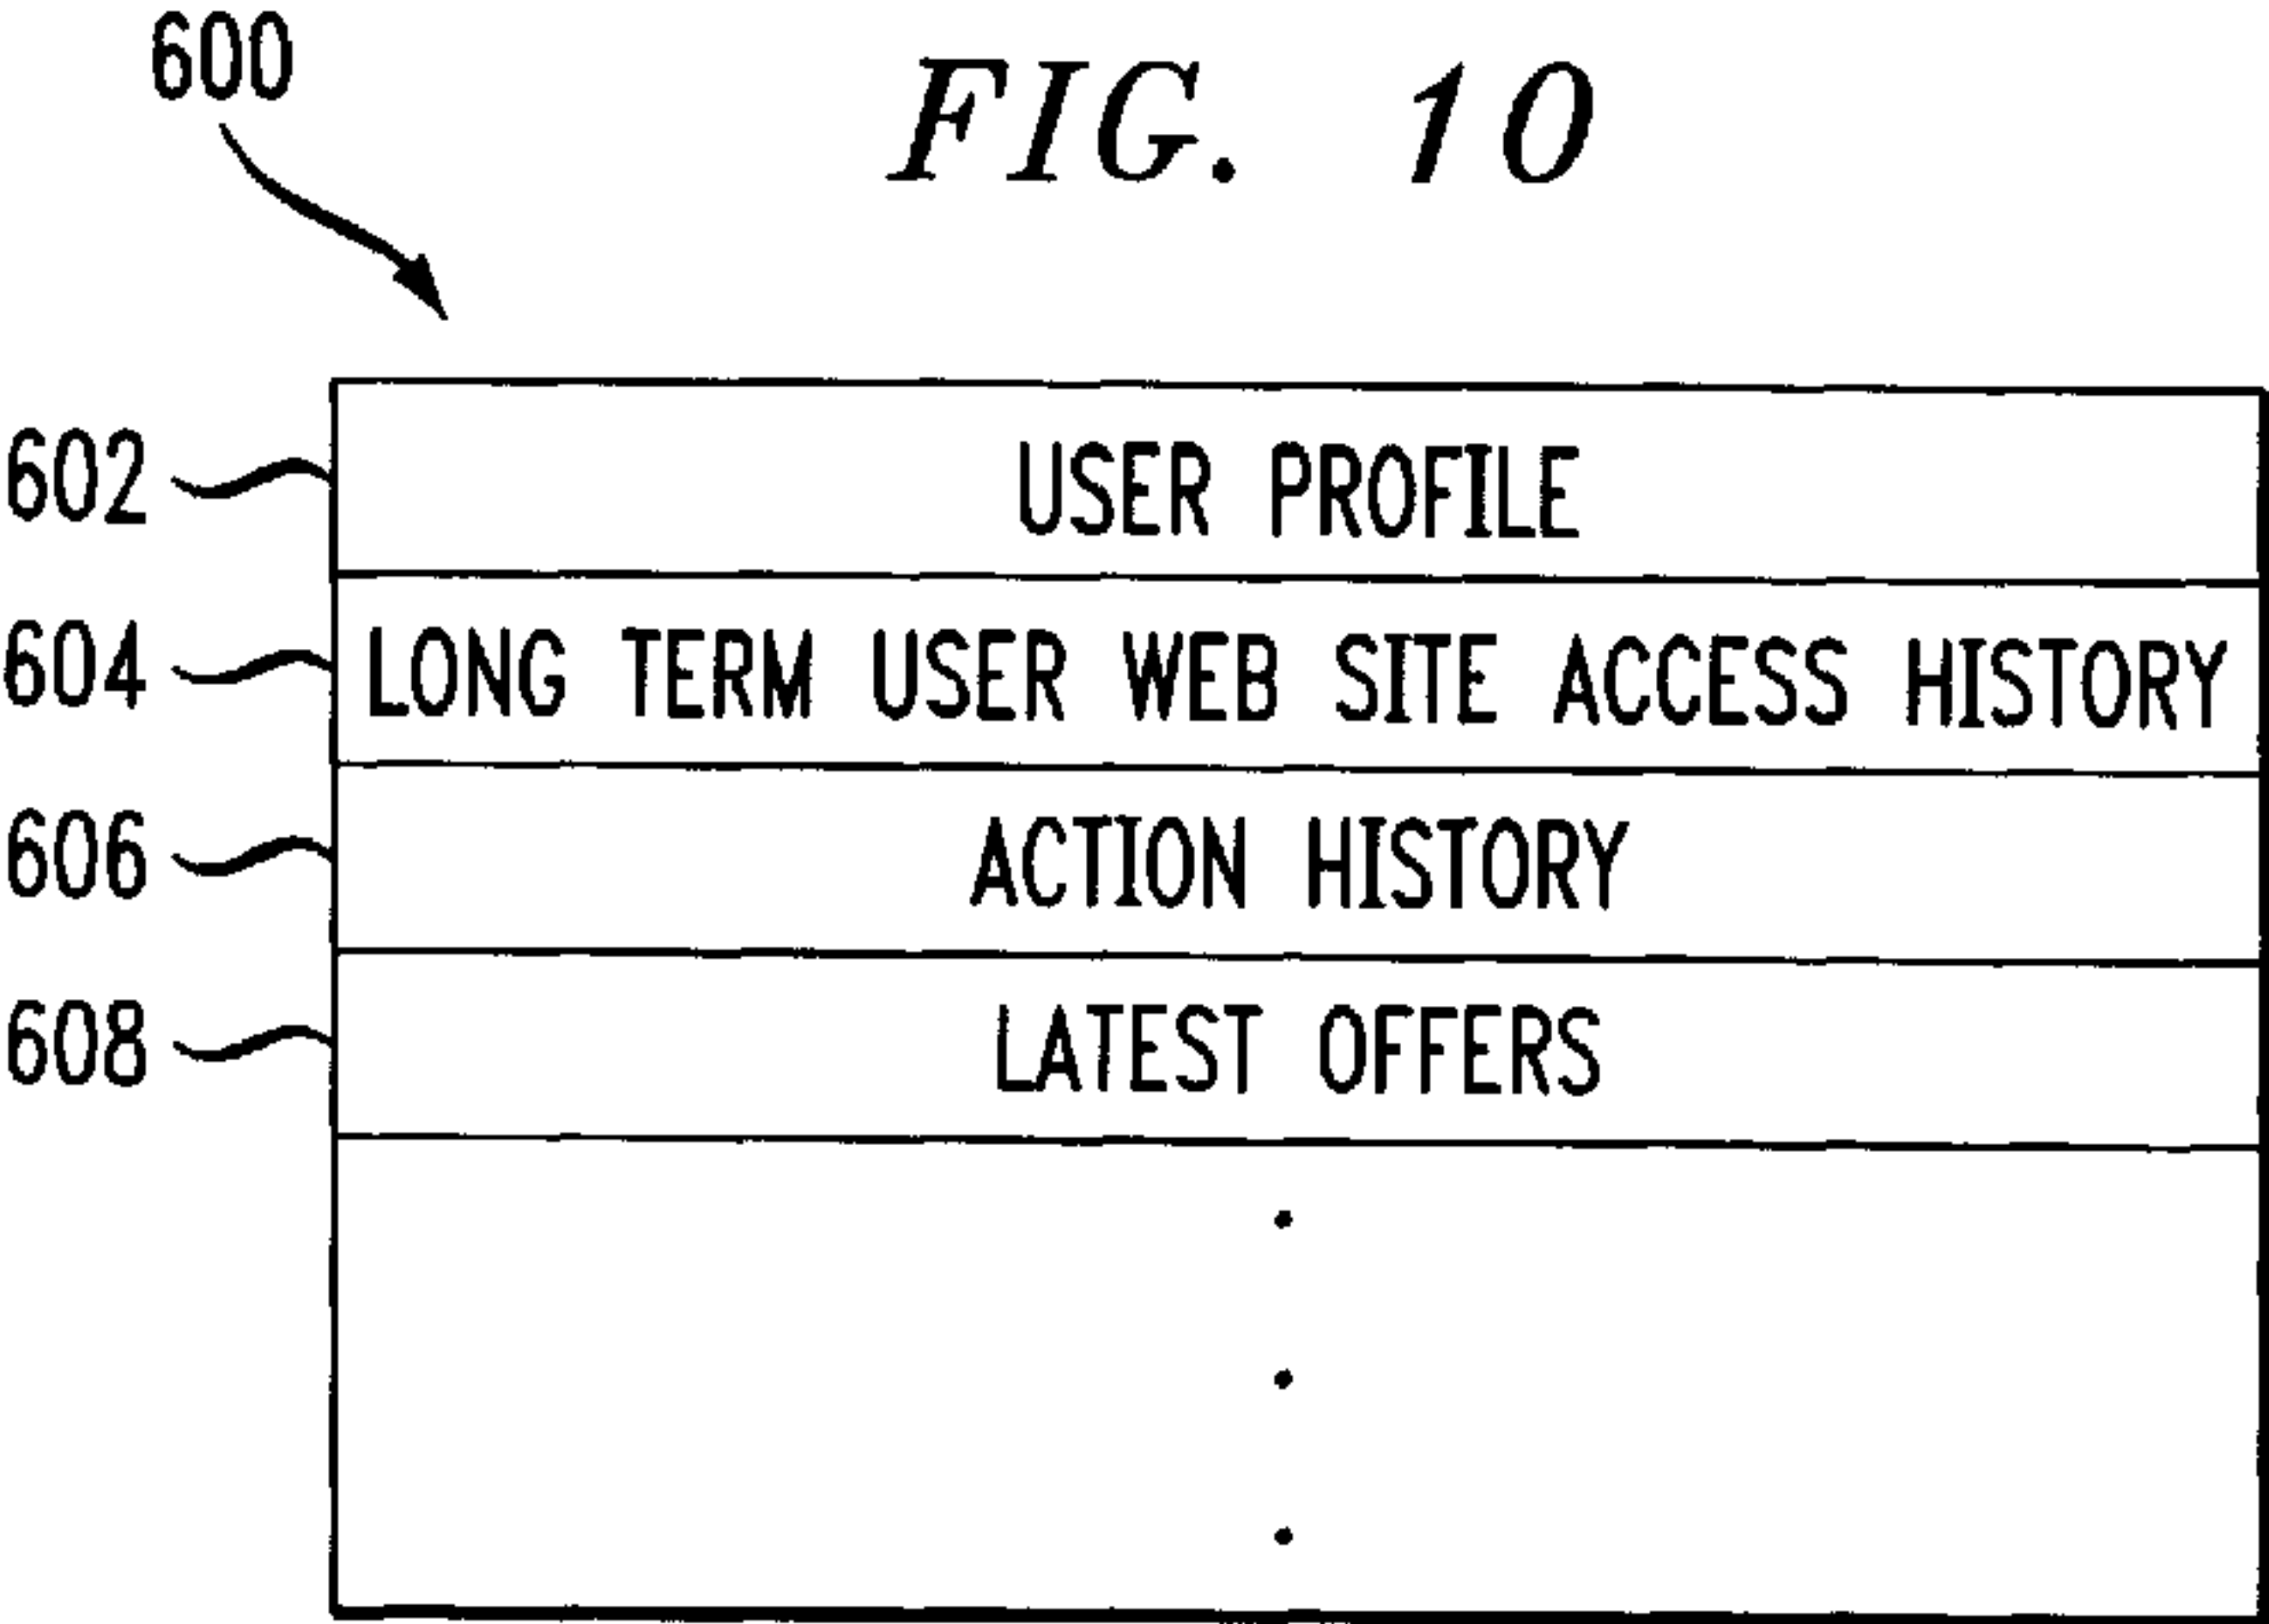 600
FIG. 10
602 USER PROFILE
604 LONG TERM USER WEB SITE ACCESS HISTORY
606 ACTION HISTORY
608 LATEST OFFERS